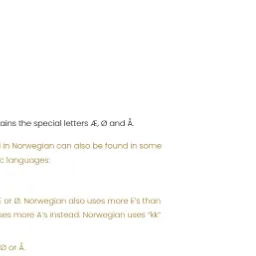 ains the special letters Æ, Ø and Å.
in Norwegian can also be found in some
c languages:
or Ø. Norwegian also uses more E's than
ses more A's instead. Norwegian uses "kk"
Ø or Å.